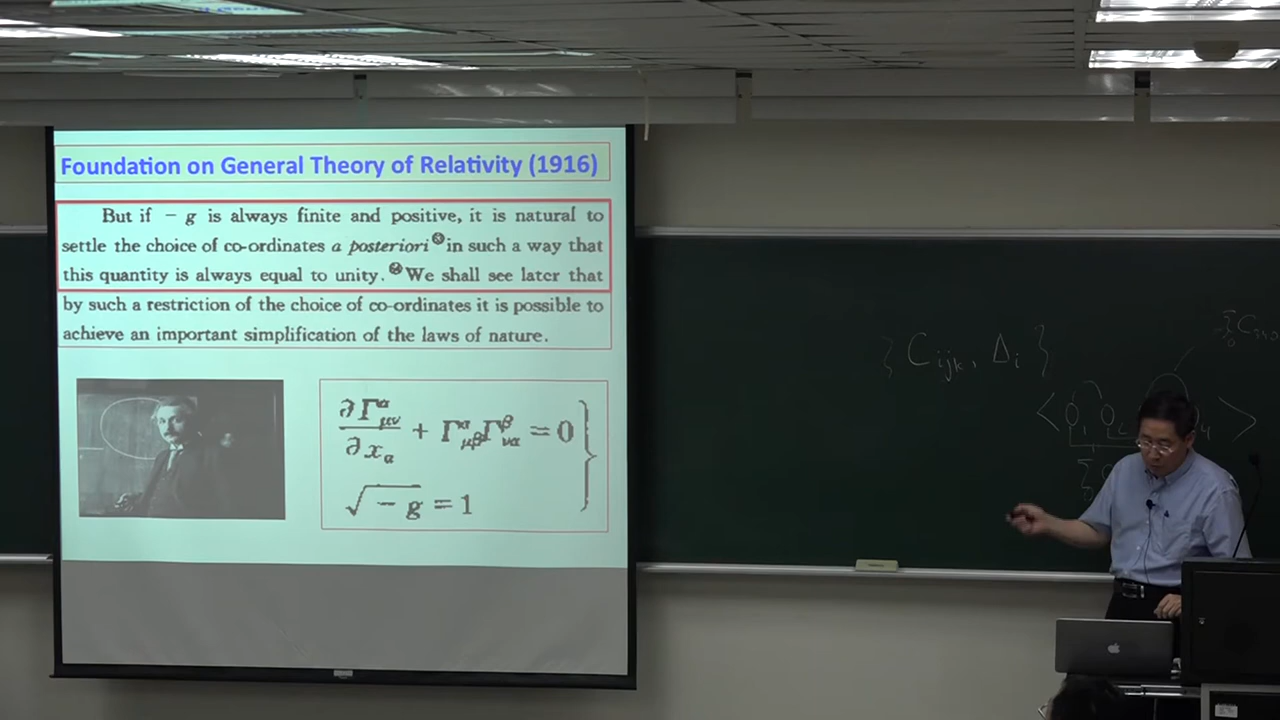 Foundation on General Theory of Relativity (1916)
But if − g is always finite and positive, it is natural to
settle the choice of co-ordinates a posteriori in such a way that
this quantity is always equal to unity. We shall see later that
by such a restriction of the choice of co-ordinates it is possible to
achieve an important simplification of the laws of nature.
∂Γ^α_μν / ∂x_α + Γ^α_μβ Γ^β_να = 0
√−g = 1
{ C_ijk, Δ_i }